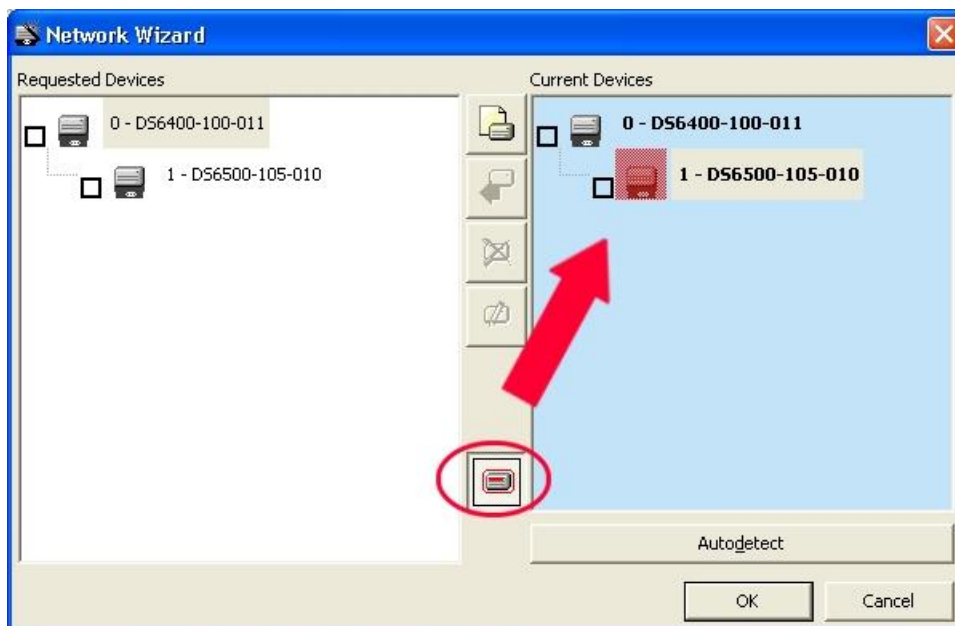 Network Wizard
Requested Devices
0 - DS6400-100-011
1 - DS6500-105-010
Current Devices
0 - DS6400-100-011
1 - DS6500-105-010
Autodetect
OK
Cancel